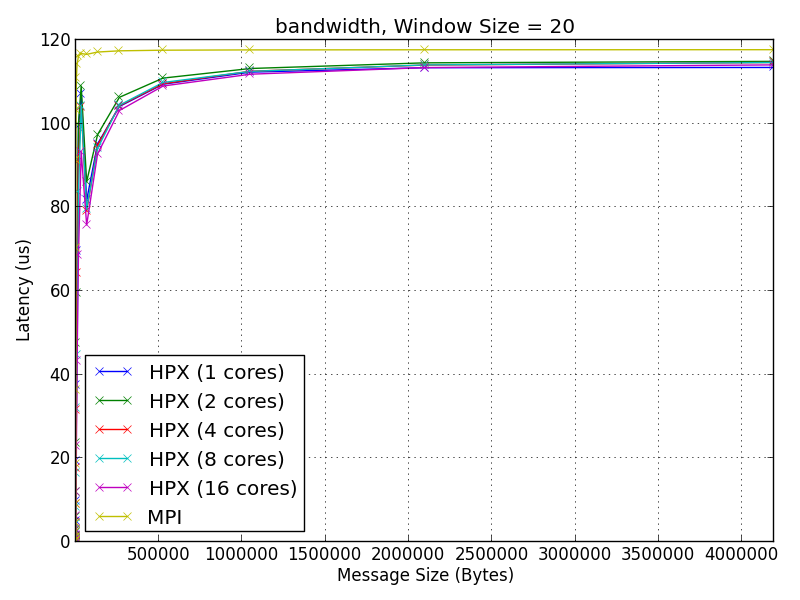 bandwidth, Window Size = 20
120
100
80
60
40
20
0
Latency (us)
HPX (1 cores)
HPX (2 cores)
HPX (4 cores)
HPX (8 cores)
HPX (16 cores)
MPI
500000 1000000 1500000 2000000 2500000 3000000 3500000 4000000
Message Size (Bytes)